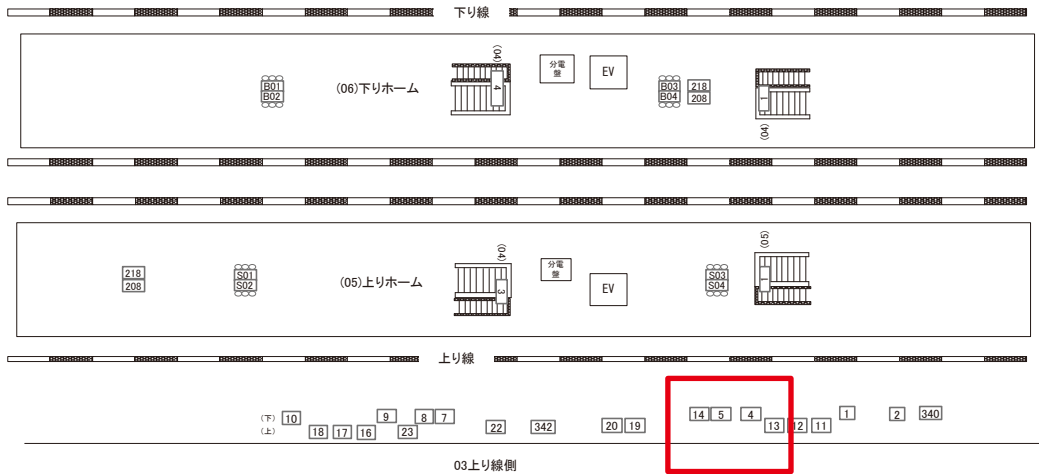 下り線
(04)
分電
盤
EV
B01
B02
(06)下りホーム
4
B03
B04
218
208
1
(04)
(04)
(05)
218
208
S01
S02
(05)上りホーム
3
分電
盤
EV
S03
S04
1
上り線
(下) 10 9 8 7 22 342 20 19 14 5 4 1 2 340
(上) 18 17 16 23 13 12 11
03上り線側